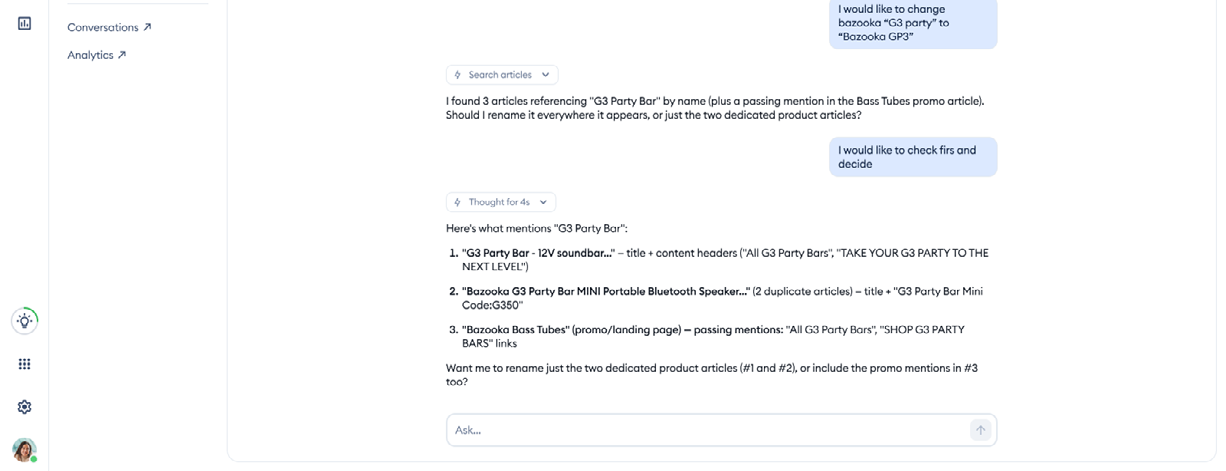 I would like to change
bazooka “G3 party” to
“Bazooka GP3”
Conversations ↗
Analytics ↗
Search articles
I found 3 articles referencing "G3 Party Bar" by name (plus a passing mention in the Bass Tubes promo article).
Should I rename it everywhere it appears, or just the two dedicated product articles?
I would like to check firs and
decide
Thought for 4s
Here's what mentions "G3 Party Bar":
1. "G3 Party Bar - 12V soundbar..." – title + content headers ("All G3 Party Bars", "TAKE YOUR G3 PARTY TO THE
NEXT LEVEL")
2. "Bazooka G3 Party Bar MINI Portable Bluetooth Speaker..." (2 duplicate articles) – title + "G3 Party Bar Mini
Code:G350"
3. "Bazooka Bass Tubes" (promo/landing page) – passing mentions: "All G3 Party Bars", "SHOP G3 PARTY
BARS" links
Want me to rename just the two dedicated product articles (#1 and #2), or include the promo mentions in #3
too?
Ask...